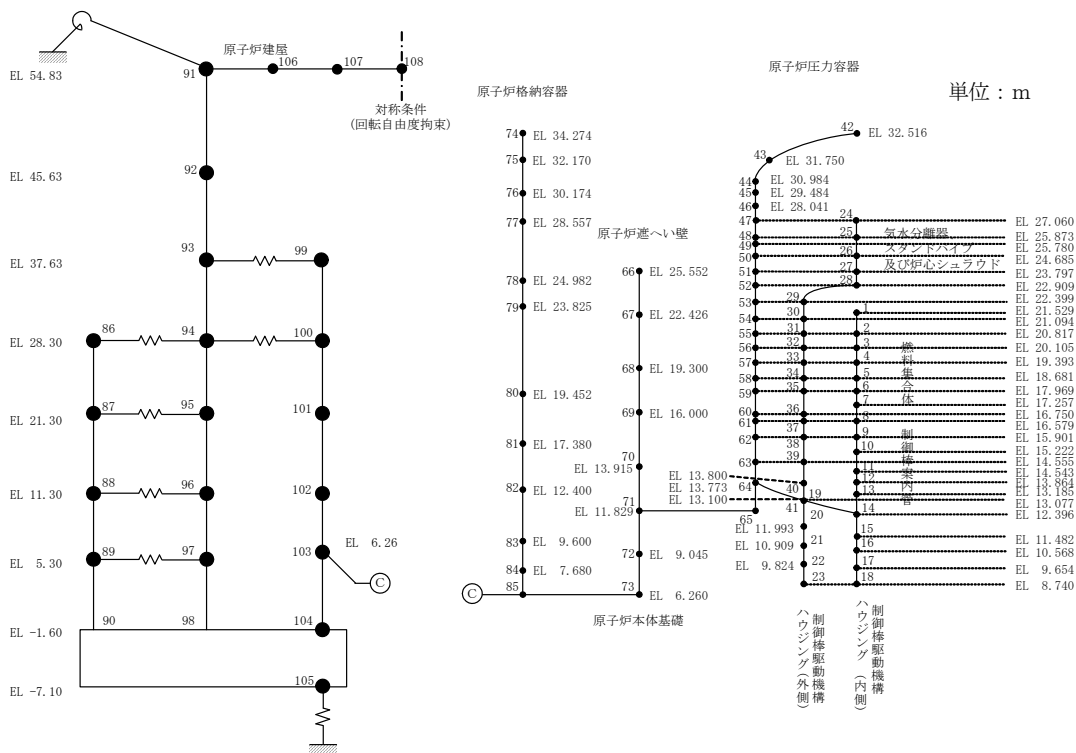 原子炉建屋
EL 54.83
91
106
107
108
対称条件
(回転自由度拘束)
EL 45.63
92
EL 37.63
93
99
EL 28.30
86
94
100
EL 21.30
87
95
101
EL 11.30
88
96
102
EL 5.30
89
97
103
EL 6.26
C
EL -1.60
90
98
104
EL -7.10
105
原子炉格納容器
74 EL 34.274
75 EL 32.170
76 EL 30.174
77 EL 28.557
78 EL 24.982
79 EL 23.825
80 EL 19.452
81 EL 17.380
82 EL 12.400
83 EL 9.600
84 EL 7.680
85
C
原子炉遮へい壁
66 EL 25.552
67 EL 22.426
68 EL 19.300
69 EL 16.000
70
EL 13.915
71
EL 11.829
72 EL 9.045
73 EL 6.260
原子炉本体基礎
原子炉圧力容器
単位：m
42 EL 32.516
43 EL 31.750
44 EL 30.984
45 EL 29.484
46 EL 28.041
47
48
49
50
51
52
53
54
55
56
57
58
59
60
61
62
63
64
65
24
25
26
27
28
気水分離器
スタンドパイプ
及び炉心シュラウド
29
30
31
32
33
34
35
36
37
38
39
40
41
EL 13.800
EL 13.773
EL 13.100
19
20
EL 11.993
21
EL 10.909
22
EL 9.824
23
1
2
3
4
5
6
7
8
9
10
11
12
13
14
15
16
17
18
燃料集合体
制御棒案内管
EL 27.060
EL 25.873
EL 25.780
EL 24.685
EL 23.797
EL 22.909
EL 22.399
EL 21.529
EL 21.094
EL 20.817
EL 20.105
EL 19.393
EL 18.681
EL 17.969
EL 17.257
EL 16.750
EL 16.579
EL 15.901
EL 15.222
EL 14.555
EL 14.543
EL 13.864
EL 13.185
EL 13.077
EL 12.396
EL 11.482
EL 10.568
EL 9.654
EL 8.740
制御棒駆動機構
ハウジング(外側)
制御棒駆動機構
ハウジング (内側)